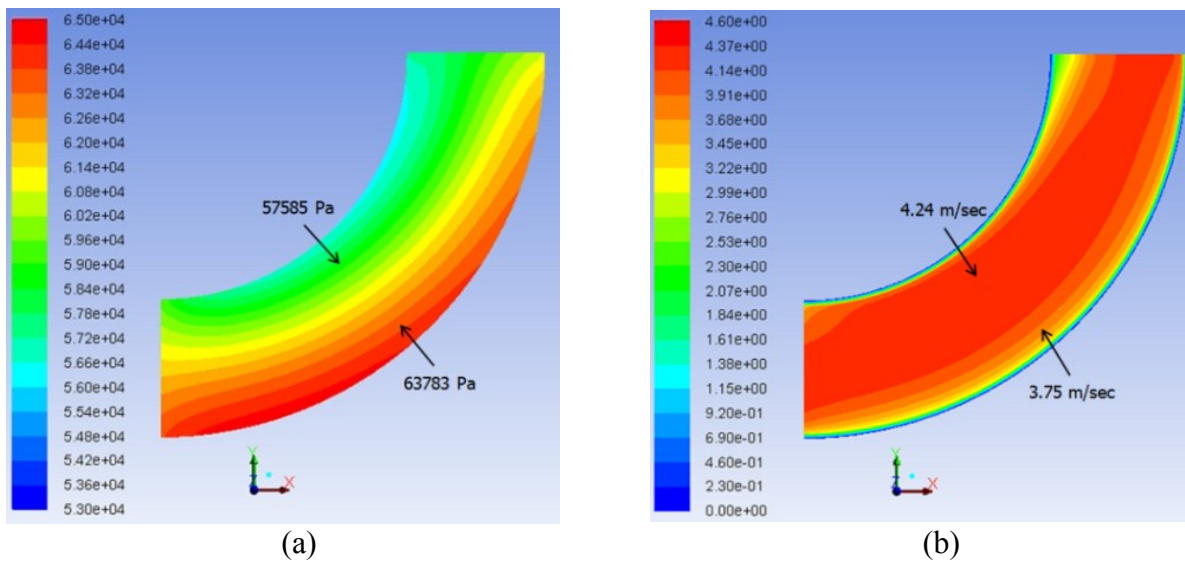 6.50e+04
6.44e+04
6.38e+04
6.32e+04
6.26e+04
6.20e+04
6.14e+04
6.08e+04
6.02e+04
5.96e+04
5.90e+04
5.84e+04
5.78e+04
5.72e+04
5.66e+04
5.60e+04
5.54e+04
5.48e+04
5.42e+04
5.36e+04
5.30e+04
57585 Pa
63783 Pa
Y
Z
X
(a)
4.60e+00
4.37e+00
4.14e+00
3.91e+00
3.68e+00
3.45e+00
3.22e+00
2.99e+00
2.76e+00
2.53e+00
2.30e+00
2.07e+00
1.84e+00
1.61e+00
1.38e+00
1.15e+00
9.20e-01
6.90e-01
4.60e-01
2.30e-01
0.00e+00
4.24 m/sec
3.75 m/sec
Y
Z
X
(b)